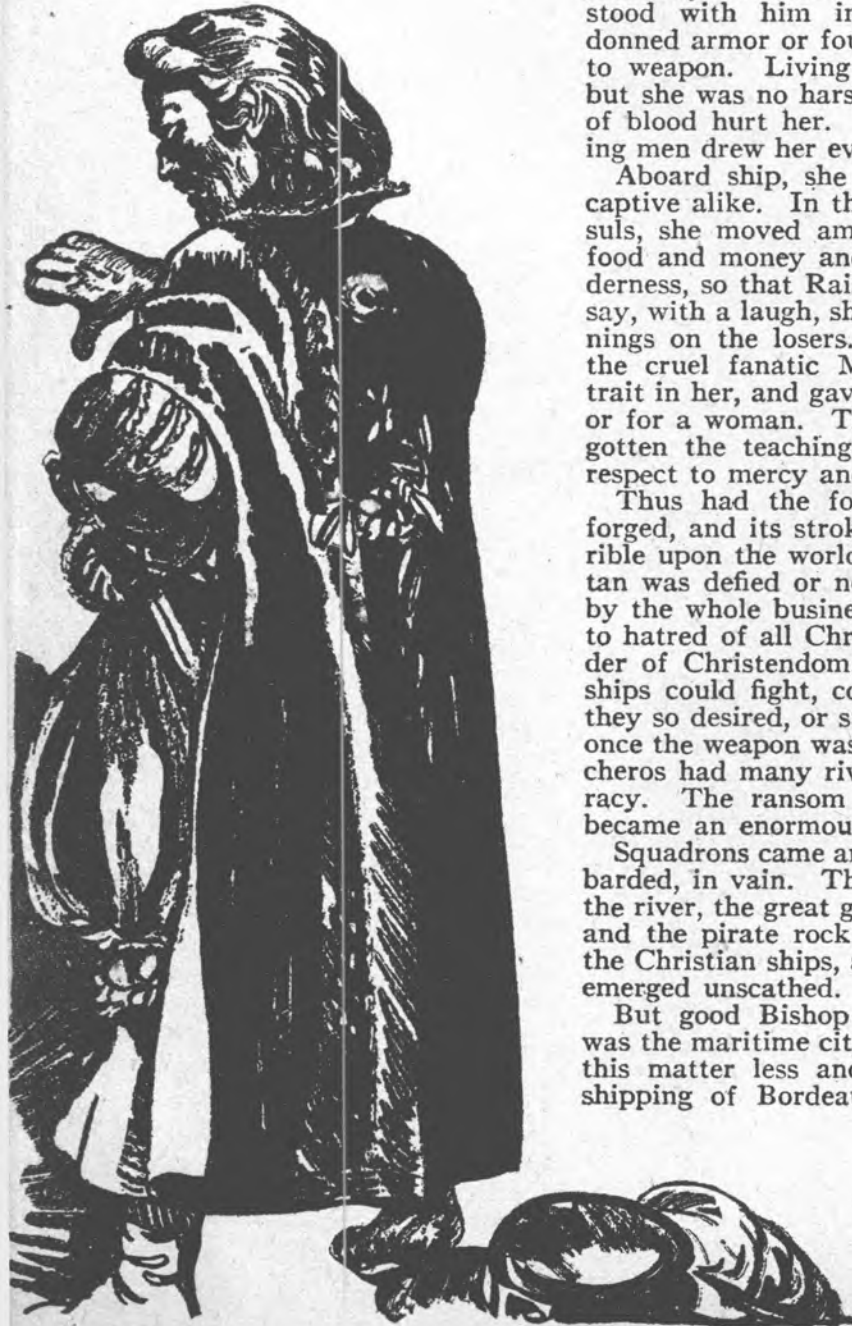 stood with him in
donned armor or fou
to weapon. Living
but she was no hars
of blood hurt her.
ing men drew her ev
Aboard ship, she
captive alike. In th
suls, she moved am
food and money and
derness, so that Rai
say, with a laugh, sh
nings on the losers.
the cruel fanatic M
trait in her, and gav
or for a woman. T
gotten the teaching
respect to mercy an
Thus had the fo
forged, and its strok
rible upon the world
tan was defied or n
by the whole busine
to hatred of all Chr
der of Christendom
ships could fight, co
they so desired, or s
once the weapon was
cheros had many riv
racy. The ransom
became an enormou
Squadrons came a
barded, in vain. Th
the river, the great g
and the pirate rock
the Christian ships,
emerged unscathed.
But good Bishop
was the maritime cit
this matter less and
shipping of Bordea